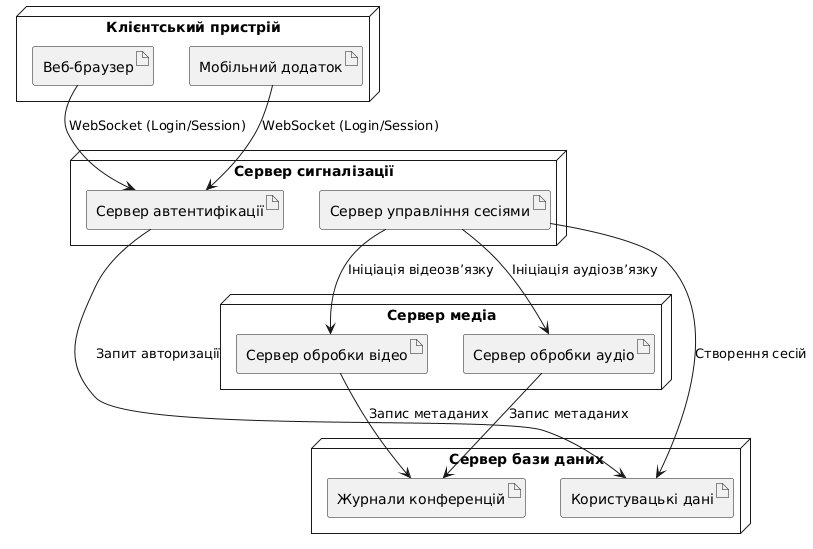 Клієнтський пристрій
Веб-браузер
Мобільний додаток
WebSocket (Login/Session)
WebSocket (Login/Session)
Сервер сигналізації
Сервер автентифікації
Сервер управління сесіями
Ініціація відеозв’язку
Ініціація аудіозв’язку
Сервер медіа
Запит авторизації
Сервер обробки відео
Сервер обробки аудіо
Створення сесій
Запис метаданих
Запис метаданих
Сервер бази даних
Журнали конференцій
Користувацькі дані